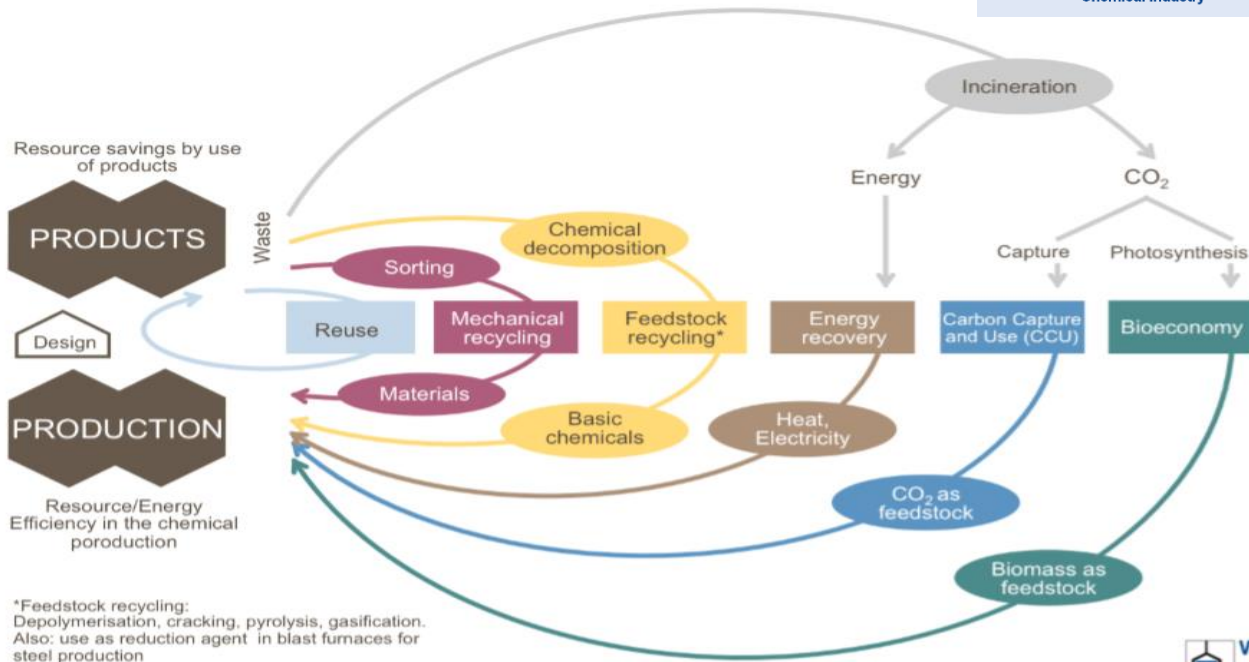 Chemical Industry
Incineration
Resource savings by use
of products
Energy
CO₂
PRODUCTS
Waste
Chemical
decomposition
Capture
Photosynthesis
Sorting
Reuse
Mechanical
recycling
Feedstock
recycling*
Energy
recovery
Carbon Capture
and Use (CCU)
Bioeconomy
Design
Materials
PRODUCTION
Basic
chemicals
Heat,
Electricity
CO₂ as
feedstock
Resource/Energy
Efficiency in the chemical
poroduction
Biomass as
feedstock
*Feedstock recycling:
Depolymerisation, cracking, pyrolysis, gasification.
Also: use as reduction agent in blast furnaces for
steel production